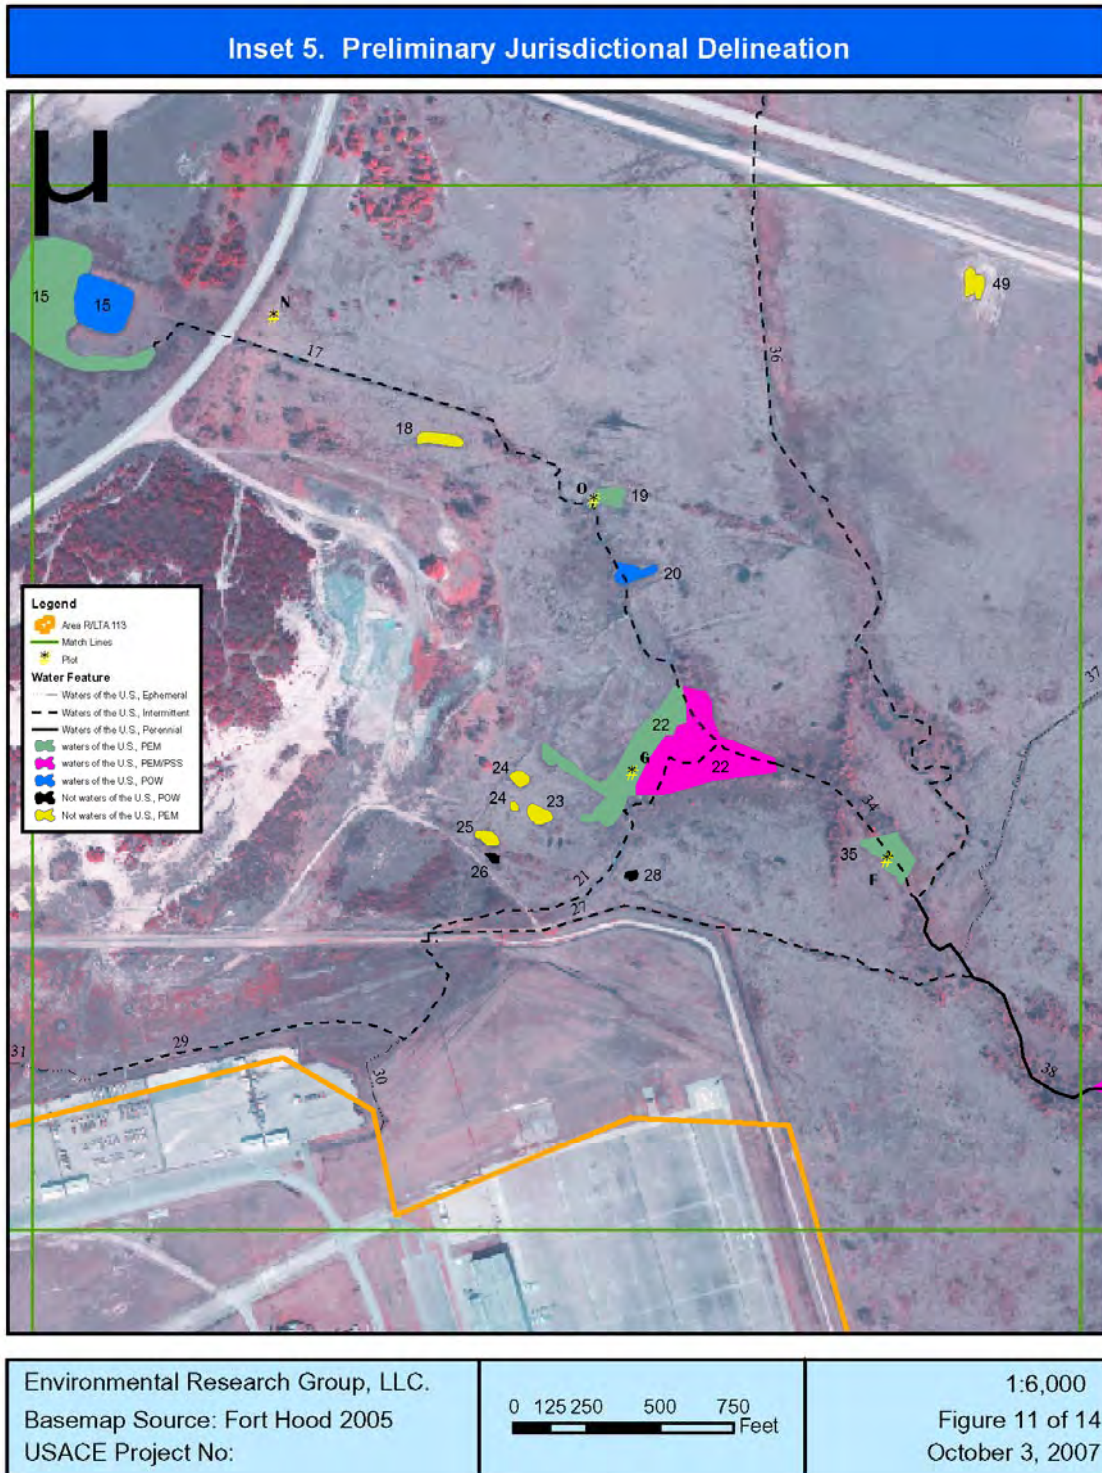 Inset 5. Preliminary Jurisdictional Delineation
µ
15
15
N
49
17
36
18
O
19
20
37
22
G
22
24
24
23
34
25
35
26
28
F
21
27
29
31
30
38
Legend
Area R/LTA 113
Match Lines
Plot
Water Feature
Waters of the U.S., Ephemeral
Waters of the U.S., Intermittent
Waters of the U.S., Perennial
waters of the U.S., PEM
waters of the U.S., PEM/PSS
waters of the U.S., POW
Not waters of the U.S., POW
Not waters of the U.S., PEM
Environmental Research Group, LLC.
Basemap Source: Fort Hood 2005
USACE Project No:
0 125 250 500 750
Feet
1:6,000
Figure 11 of 14
October 3, 2007